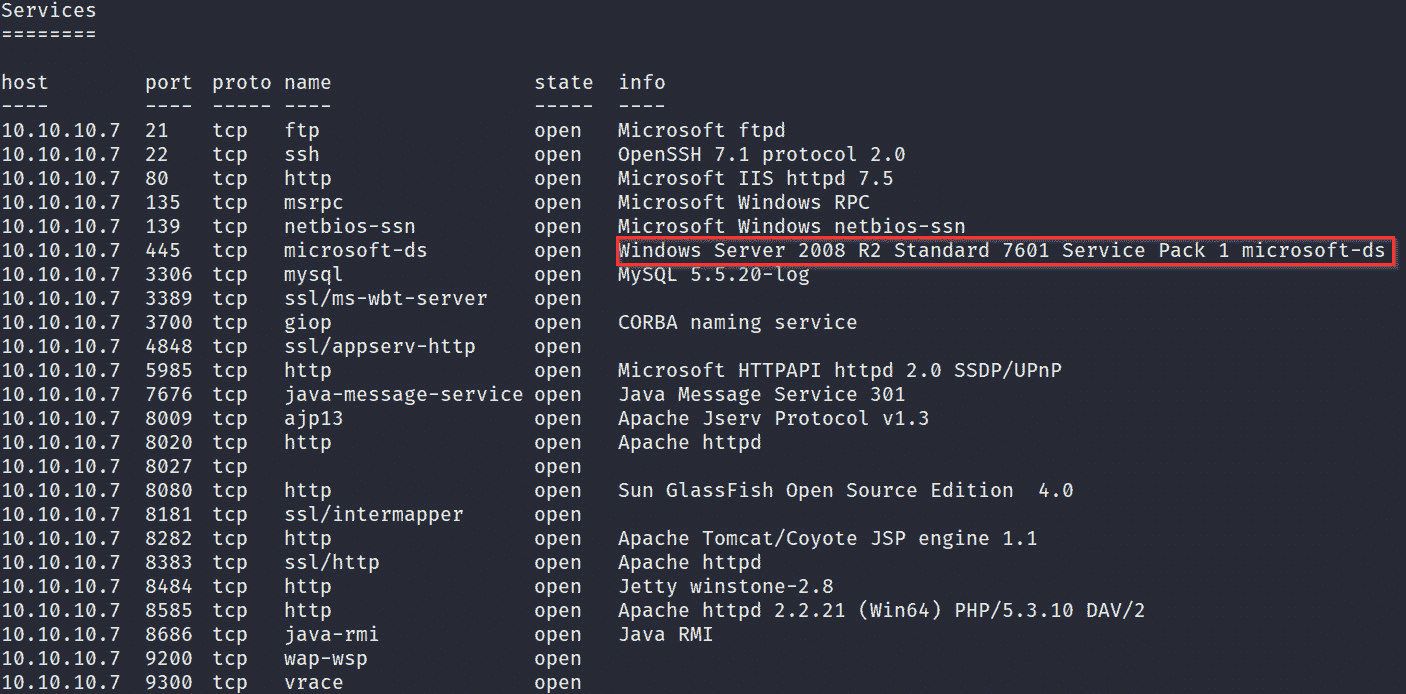 Services
========
host       port  proto  name                  state  info
----       ----  -----  ----                  -----  ----
10.10.10.7  21    tcp    ftp                   open   Microsoft ftpd
10.10.10.7  22    tcp    ssh                   open   OpenSSH 7.1 protocol 2.0
10.10.10.7  80    tcp    http                  open   Microsoft IIS httpd 7.5
10.10.10.7  135   tcp    msrpc                 open   Microsoft Windows RPC
10.10.10.7  139   tcp    netbios-ssn           open   Microsoft Windows netbios-ssn
10.10.10.7  445   tcp    microsoft-ds          open   Windows Server 2008 R2 Standard 7601 Service Pack 1 microsoft-ds
10.10.10.7  3306  tcp    mysql                 open   MySQL 5.5.20-log
10.10.10.7  3389  tcp    ssl/ms-wbt-server     open
10.10.10.7  3700  tcp    giop                  open   CORBA naming service
10.10.10.7  4848  tcp    ssl/appserv-http      open
10.10.10.7  5985  tcp    http                  open   Microsoft HTTPAPI httpd 2.0 SSDP/UPnP
10.10.10.7  7676  tcp    java-message-service  open   Java Message Service 301
10.10.10.7  8009  tcp    ajp13                 open   Apache Jserv Protocol v1.3
10.10.10.7  8020  tcp    http                  open   Apache httpd
10.10.10.7  8027  tcp                          open
10.10.10.7  8080  tcp    http                  open   Sun GlassFish Open Source Edition  4.0
10.10.10.7  8181  tcp    ssl/intermapper       open
10.10.10.7  8282  tcp    http                  open   Apache Tomcat/Coyote JSP engine 1.1
10.10.10.7  8383  tcp    ssl/http              open   Apache httpd
10.10.10.7  8484  tcp    http                  open   Jetty winstone-2.8
10.10.10.7  8585  tcp    http                  open   Apache httpd 2.2.21 (Win64) PHP/5.3.10 DAV/2
10.10.10.7  8686  tcp    java-rmi              open   Java RMI
10.10.10.7  9200  tcp    wap-wsp               open
10.10.10.7  9300  tcp    vrace                 open